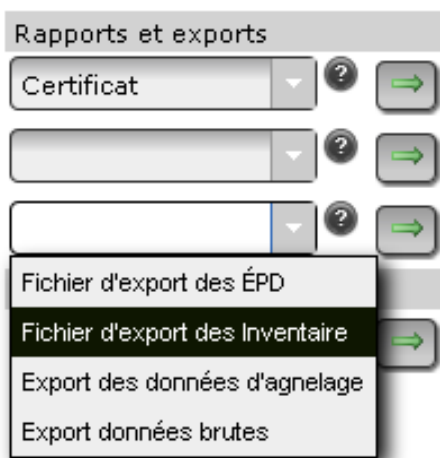 Rapports et exports
Certificat
?
?
?
Fichier d'export des ÉPD
Fichier d'export des Inventaire
Export des données d'agnelage
Export données brutes